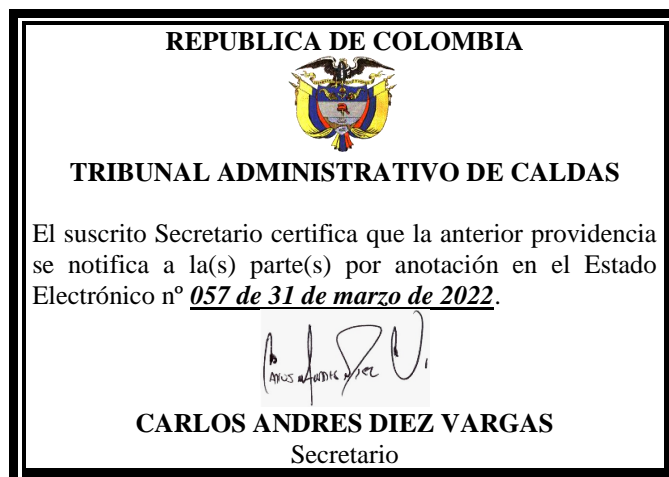 REPUBLICA DE COLOMBIA
TRIBUNAL ADMINISTRATIVO DE CALDAS
El suscrito Secretario certifica que la anterior providencia
se notifica a la(s) parte(s) por anotación en el Estado
Electrónico nº 057 de 31 de marzo de 2022.
CARLOS ANDRES DIEZ VARGAS
Secretario